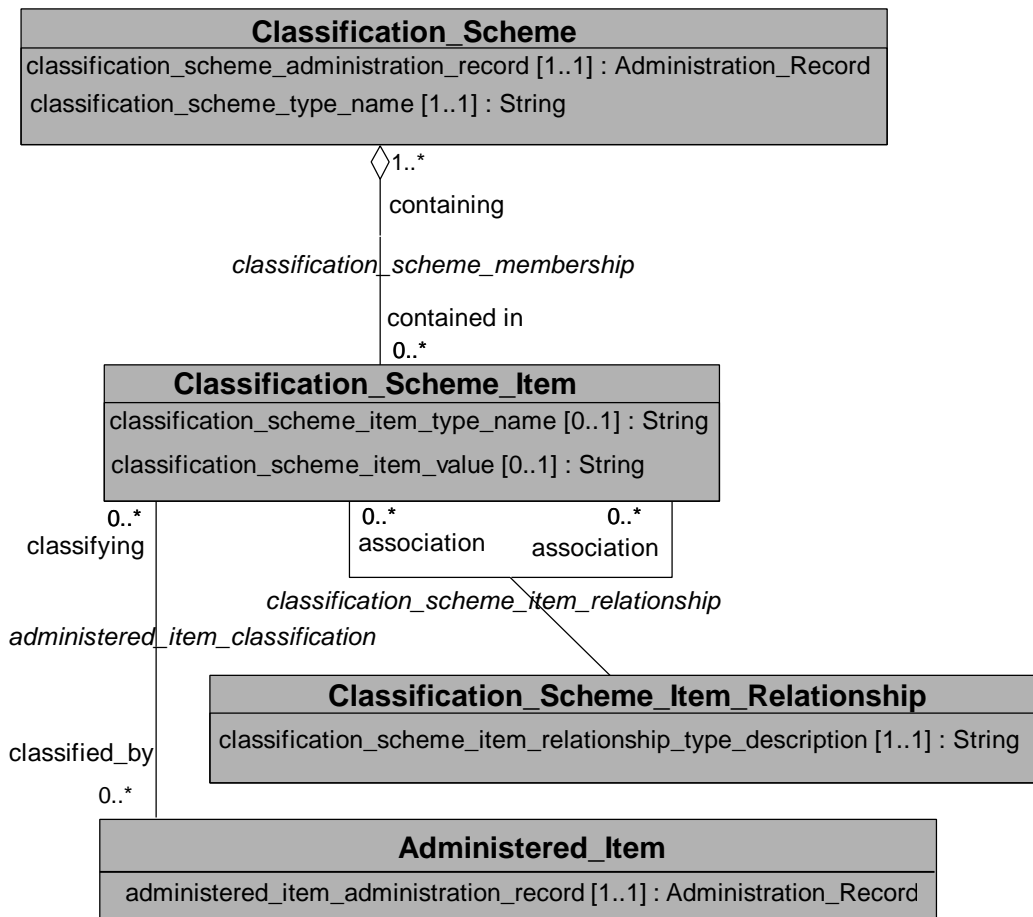 Classification_Scheme
classification_scheme_administration_record [1..1] : Administration_Record
classification_scheme_type_name [1..1] : String
1..*
containing
classification_scheme_membership
contained in
0..*
Classification_Scheme_Item
classification_scheme_item_type_name [0..1] : String
classification_scheme_item_value [0..1] : String
0..*
classifying
0..*
association
0..*
association
classification_scheme_item_relationship
administered_item_classification
Classification_Scheme_Item_Relationship
classification_scheme_item_relationship_type_description [1..1] : String
classified_by
0..*
Administered_Item
administered_item_administration_record [1..1] : Administration_Record